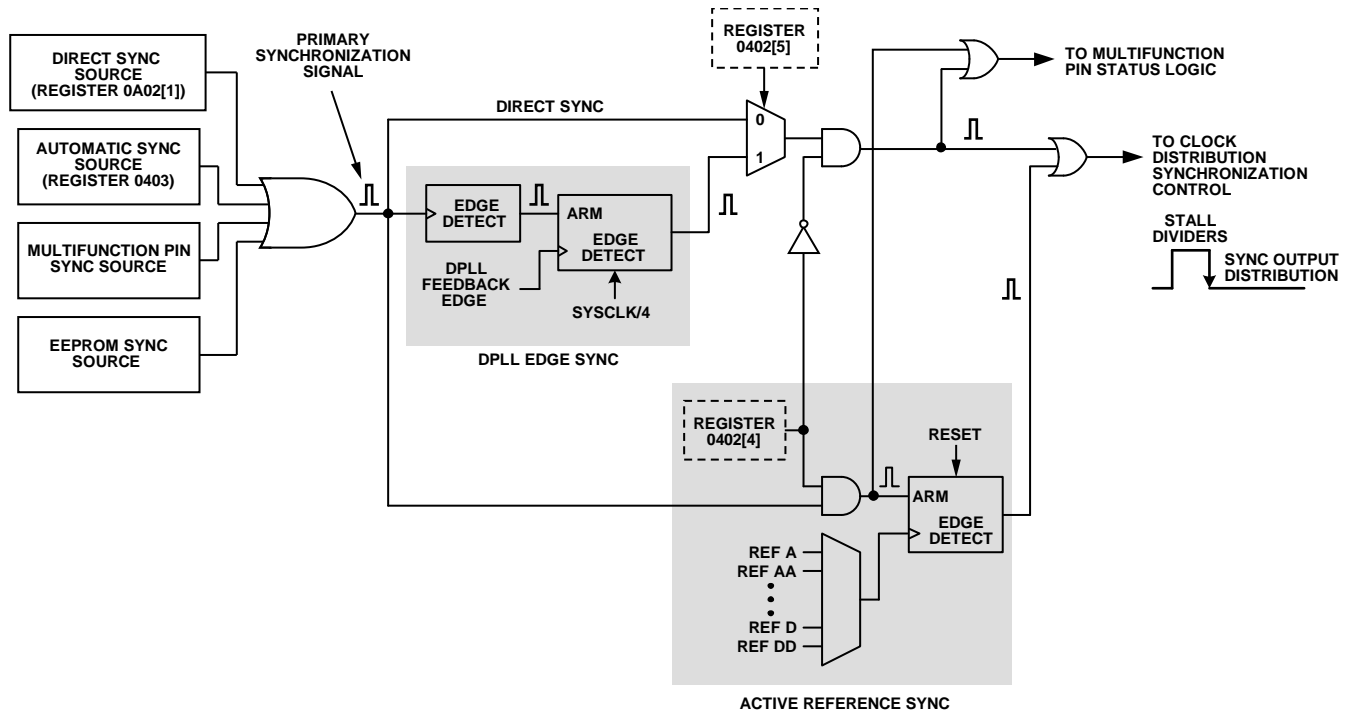 DIRECT SYNC
SOURCE
(REGISTER 0A02[1])
AUTOMATIC SYNC
SOURCE
(REGISTER 0403)
MULTIFUNCTION PIN
SYNC SOURCE
EEPROM SYNC
SOURCE
PRIMARY
SYNCHRONIZATION
SIGNAL
DIRECT SYNC
EDGE
DETECT
ARM
EDGE
DETECT
DPLL
FEEDBACK
EDGE
SYSCLK/4
DPLL EDGE SYNC
REGISTER
0402[5]
0
1
TO MULTIFUNCTION
PIN STATUS LOGIC
TO CLOCK
DISTRIBUTION
SYNCHRONIZATION
CONTROL
STALL
DIVIDERS
SYNC OUTPUT
DISTRIBUTION
REGISTER
0402[4]
RESET
ARM
EDGE
DETECT
REF A
REF AA
REF D
REF DD
ACTIVE REFERENCE SYNC